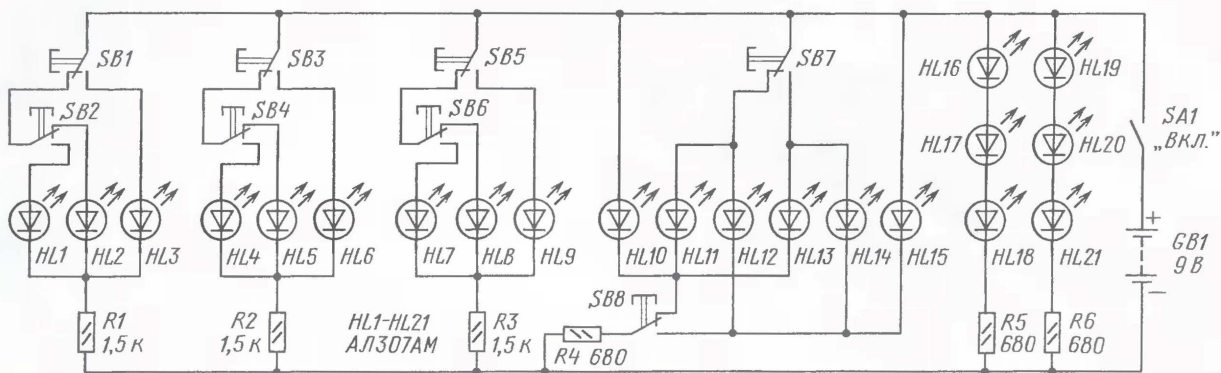 SB1
SB2
HL1
HL2
HL3
R1
1,5 к
SB3
SB4
HL4
HL5
HL6
R2
1,5 к
SB5
SB6
HL7
HL8
HL9
R3
1,5 к
HL1-HL21
АЛ307АМ
SB7
HL10
HL11
HL12
HL13
HL14
HL15
SB8
R4 680
HL16
HL17
HL18
R5
680
HL19
HL20
HL21
R6
680
SA1
„Вкл.”
+
GB1
9 В
−